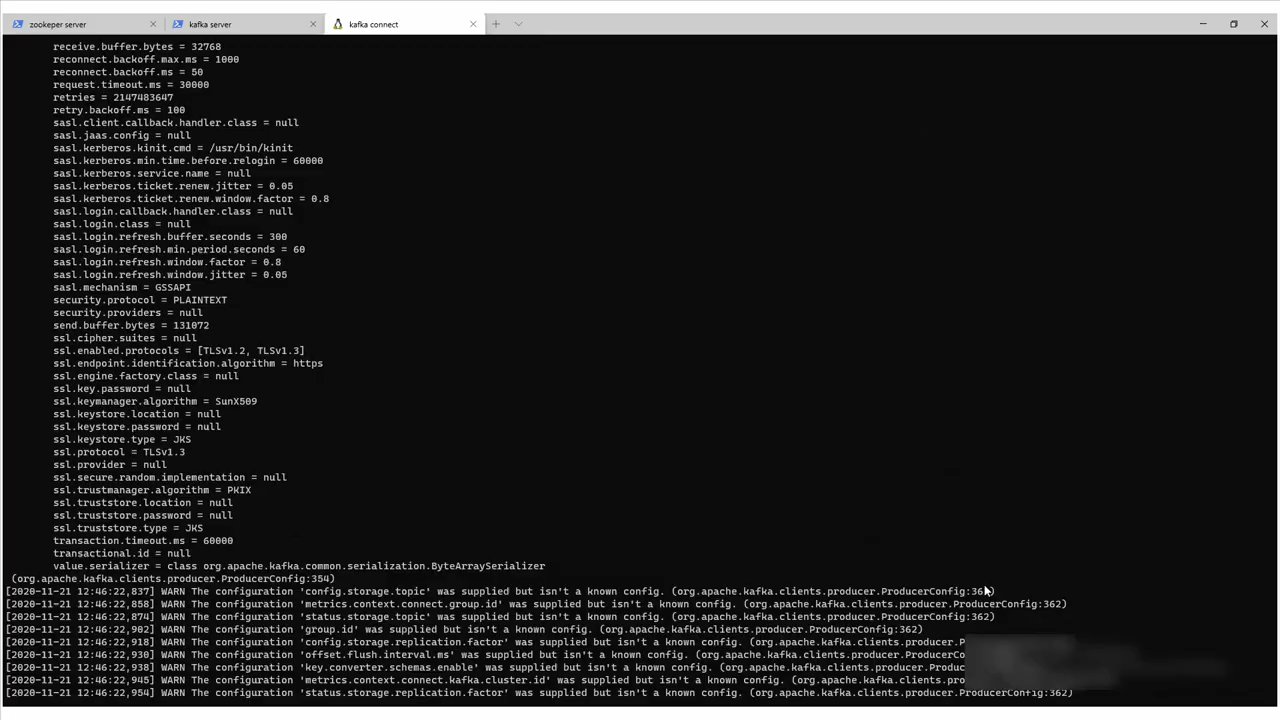 zookeper server
kafka server
kafka connect
receive.buffer.bytes = 32768
reconnect.backoff.max.ms = 1000
reconnect.backoff.ms = 50
request.timeout.ms = 30000
retries = 2147483647
retry.backoff.ms = 100
sasl.client.callback.handler.class = null
sasl.jaas.config = null
sasl.kerberos.kinit.cmd = /usr/bin/kinit
sasl.kerberos.min.time.before.relogin = 60000
sasl.kerberos.service.name = null
sasl.kerberos.ticket.renew.jitter = 0.05
sasl.kerberos.ticket.renew.window.factor = 0.8
sasl.login.callback.handler.class = null
sasl.login.class = null
sasl.login.refresh.buffer.seconds = 300
sasl.login.refresh.min.period.seconds = 60
sasl.login.refresh.window.factor = 0.8
sasl.login.refresh.window.jitter = 0.05
sasl.mechanism = GSSAPI
security.protocol = PLAINTEXT
security.providers = null
send.buffer.bytes = 131072
ssl.cipher.suites = null
ssl.enabled.protocols = [TLSv1.2, TLSv1.3]
ssl.endpoint.identification.algorithm = https
ssl.engine.factory.class = null
ssl.key.password = null
ssl.keymanager.algorithm = SunX509
ssl.keystore.location = null
ssl.keystore.password = null
ssl.keystore.type = JKS
ssl.protocol = TLSv1.3
ssl.provider = null
ssl.secure.random.implementation = null
ssl.trustmanager.algorithm = PKIX
ssl.truststore.location = null
ssl.truststore.password = null
ssl.truststore.type = JKS
transaction.timeout.ms = 60000
transactional.id = null
value.serializer = class org.apache.kafka.common.serialization.ByteArraySerializer
(org.apache.kafka.clients.producer.ProducerConfig:354)
[2020-11-21 12:46:22,837] WARN The configuration 'config.storage.topic' was supplied but isn't a known config. (org.apache.kafka.clients.producer.ProducerConfig:36)
[2020-11-21 12:46:22,858] WARN The configuration 'metrics.context.connect.group.id' was supplied but isn't a known config. (org.apache.kafka.clients.producer.ProducerConfig:362)
[2020-11-21 12:46:22,874] WARN The configuration 'status.storage.topic' was supplied but isn't a known config. (org.apache.kafka.clients.producer.ProducerConfig:362)
[2020-11-21 12:46:22,902] WARN The configuration 'group.id' was supplied but isn't a known config. (org.apache.kafka.clients.producer.ProducerConfig:362)
[2020-11-21 12:46:22,918] WARN The configuration 'config.storage.replication.factor' was supplied but isn't a known config. (org.apache.kafka.clients.producer.P
[2020-11-21 12:46:22,930] WARN The configuration 'offset.flush.interval.ms' was supplied but isn't a known config. (org.apache.kafka.clients.producer.ProducerCo
[2020-11-21 12:46:22,938] WARN The configuration 'key.converter.schemas.enable' was supplied but isn't a known config. (org.apache.kafka.clients.producer.Produc
[2020-11-21 12:46:22,945] WARN The configuration 'metrics.context.connect.kafka.cluster.id' was supplied but isn't a known config. (org.apache.kafka.clients.pro
[2020-11-21 12:46:22,954] WARN The configuration 'status.storage.replication.factor' was supplied but isn't a known config. (org.apache.kafka.clients.producer.ProducerConfig:362)